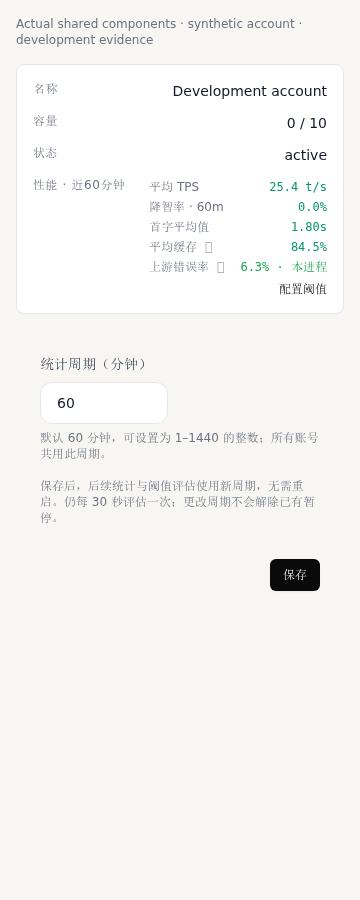 Actual shared components · synthetic account ·
development evidence
名称 Development account
容量 0 / 10
状态 active
性能 · 近60分钟 平均 TPS 25.4 t/s
降智率 · 60m 0.0%
首字平均值 1.80s
平均缓存 84.5%
上游错误率 6.3% · 本进程
配置阈值
统计周期（分钟）
60
默认 60 分钟，可设置为 1–1440 的整数；所有账号
共用此周期。
保存后，后续统计与阈值评估使用新周期，无需重
启。仍每 30 秒评估一次；更改周期不会解除已有暂
停。
保存